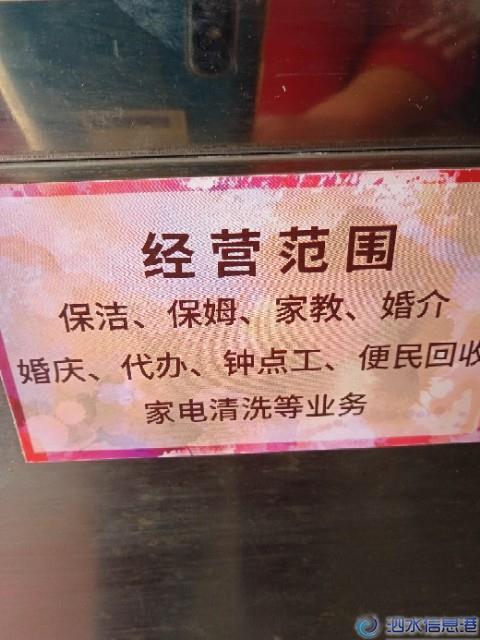 经营范围
保洁、保姆、家教、婚介
婚庆、代办、钟点工、便民回收
家电清洗等业务
泗水信息港